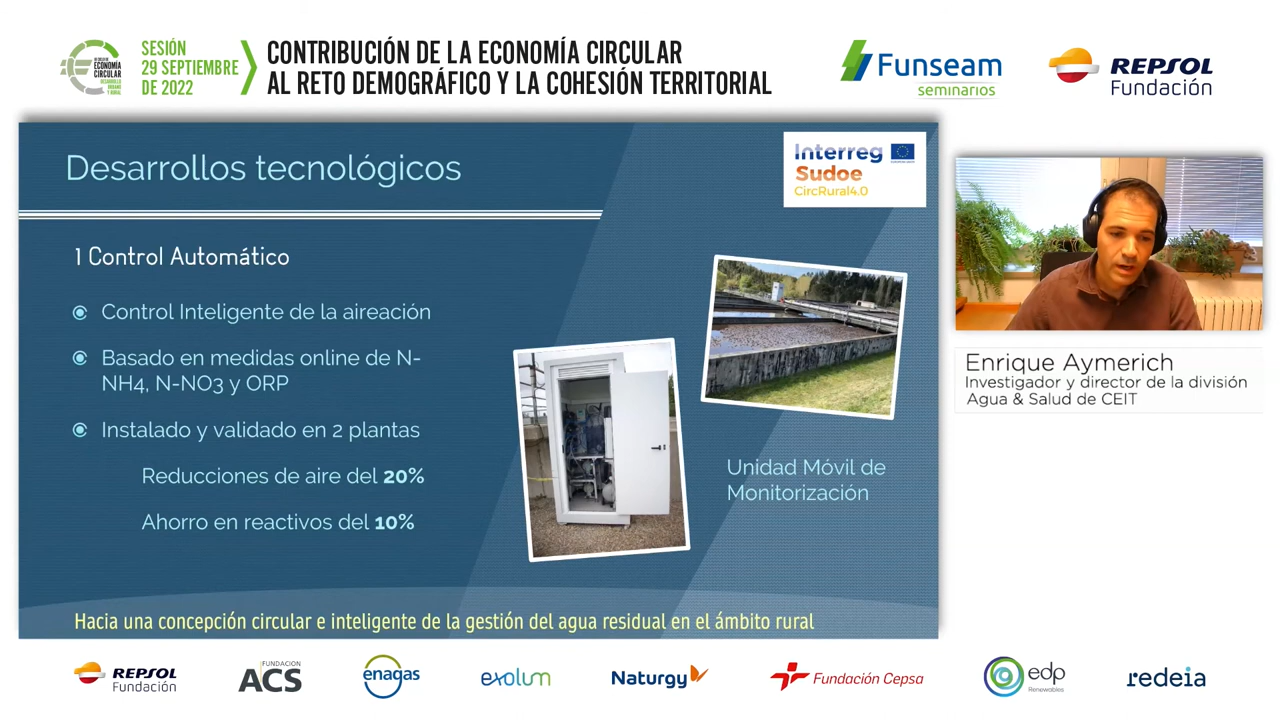 SESIÓN
29 SEPTIEMBRE
DE 2022
CONTRIBUCIÓN DE LA ECONOMÍA CIRCULAR
AL RETO DEMOGRÁFICO Y LA COHESIÓN TERRITORIAL
ECONOMÍA
CIRCULAR
Funseam
seminarios
REPSOL
Fundación
Desarrollos tecnológicos
Interreg
Sudoe
CircRural4.0
1 Control Automático
Control Inteligente de la aireación
Basado en medidas online de N-
NH4, N-NO3 y ORP
Instalado y validado en 2 plantas
Reducciones de aire del 20%
Ahorro en reactivos del 10%
Unidad Móvil de
Monitorización
Hacia una concepción circular e inteligente de la gestión del agua residual en el ámbito rural
Enrique Aymerich
Investigador y director de la división
Agua & Salud de CEIT
REPSOL
Fundación
FUNDACIÓN
ACS
enagas
exolum
Naturgy
Fundación Cepsa
edp
Renewables
redeia